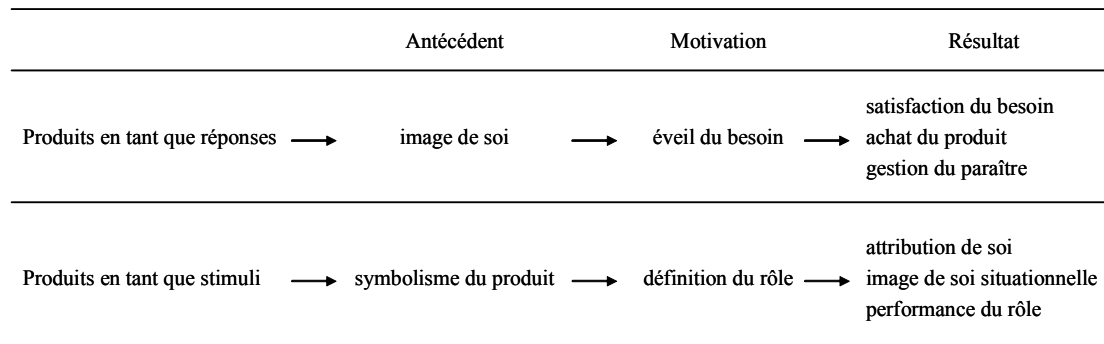 Antécédent Motivation Résultat
satisfaction du besoin
Produits en tant que réponses image de soi éveil du besoin achat du produit
gestion du paraître
attribution de soi
Produits en tant que stimuli symbolisme du produit définition du rôle image de soi situationnelle
performance du rôle